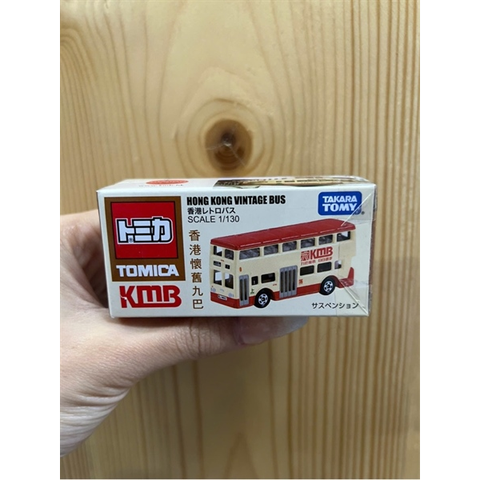 トミカ
TOMICA
KMB
HONG KONG VINTAGE BUS
香港レトロバス
SCALE 1/130
香港懷舊九巴
TAKARA
TOMY
KMB
サスペンション